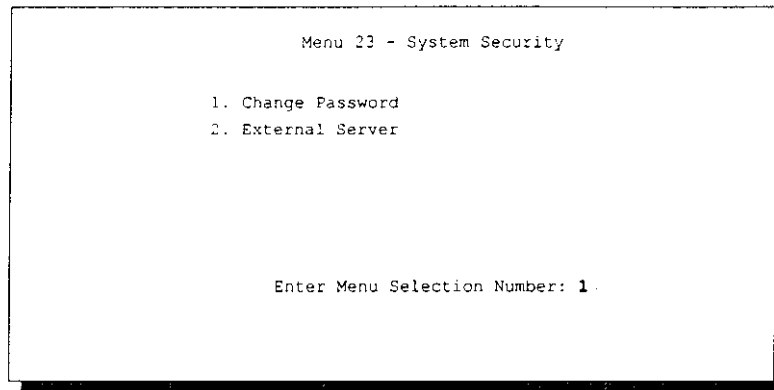 Menu 23 - System Security
1. Change Password
2. External Server
Enter Menu Selection Number: 1